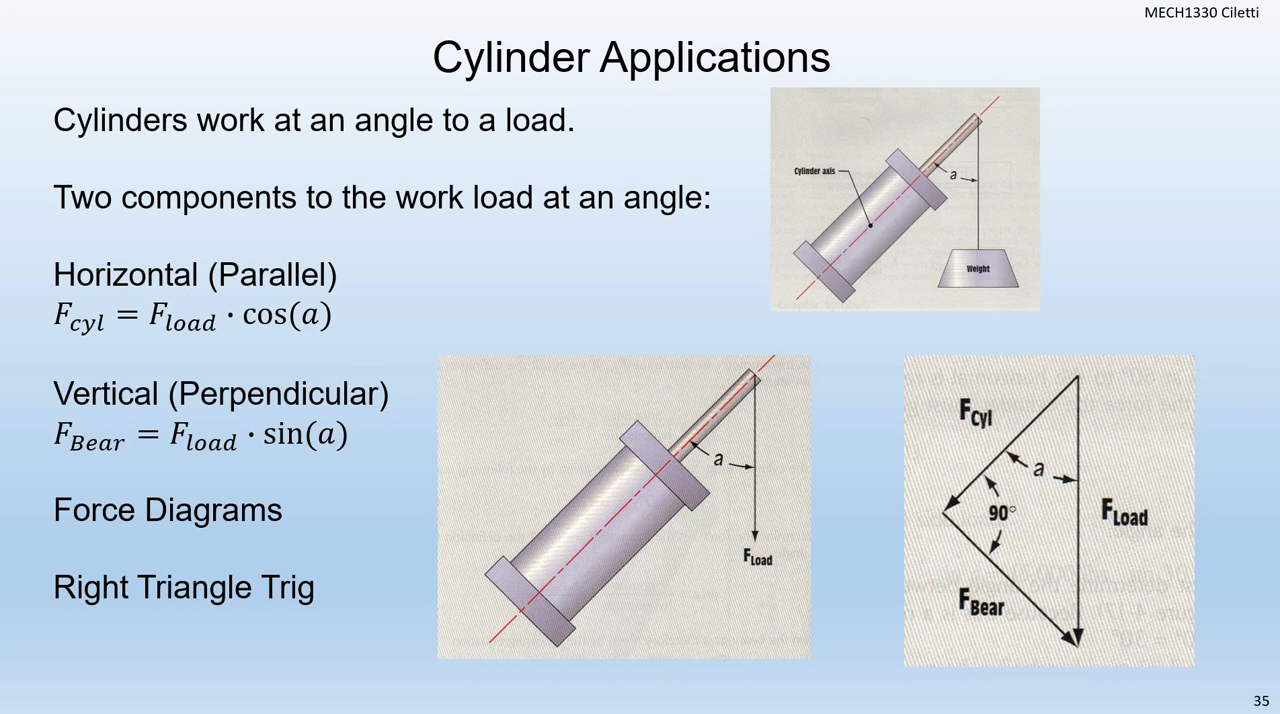 MECH1330 Ciletti
Cylinder Applications
Cylinders work at an angle to a load.
Two components to the work load at an angle:
Horizontal (Parallel)
F_cyl = F_load · cos(a)
Vertical (Perpendicular)
F_Bear = F_load · sin(a)
Force Diagrams
Right Triangle Trig
Cylinder axis
a
Weight
a
F_Load
F_Cyl
a
90°
F_Load
F_Bear
35